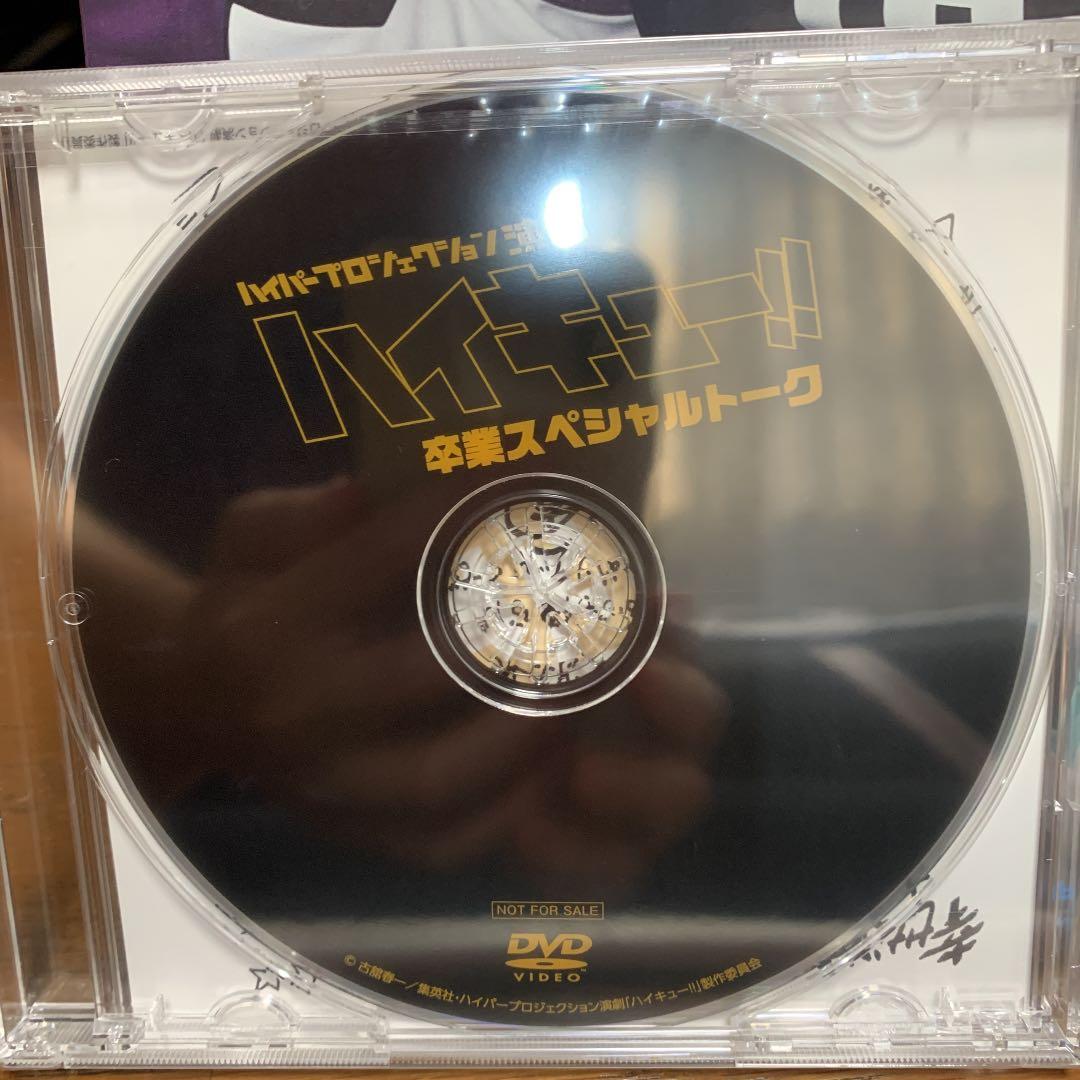 ハイパープロジェクション演
ハイキュー!!
卒業スペシャルトーク
NOT FOR SALE
DVD
VIDEO
© 古舘春一/集英社・ハイパープロジェクション演劇「ハイキュー!!」製作委員会